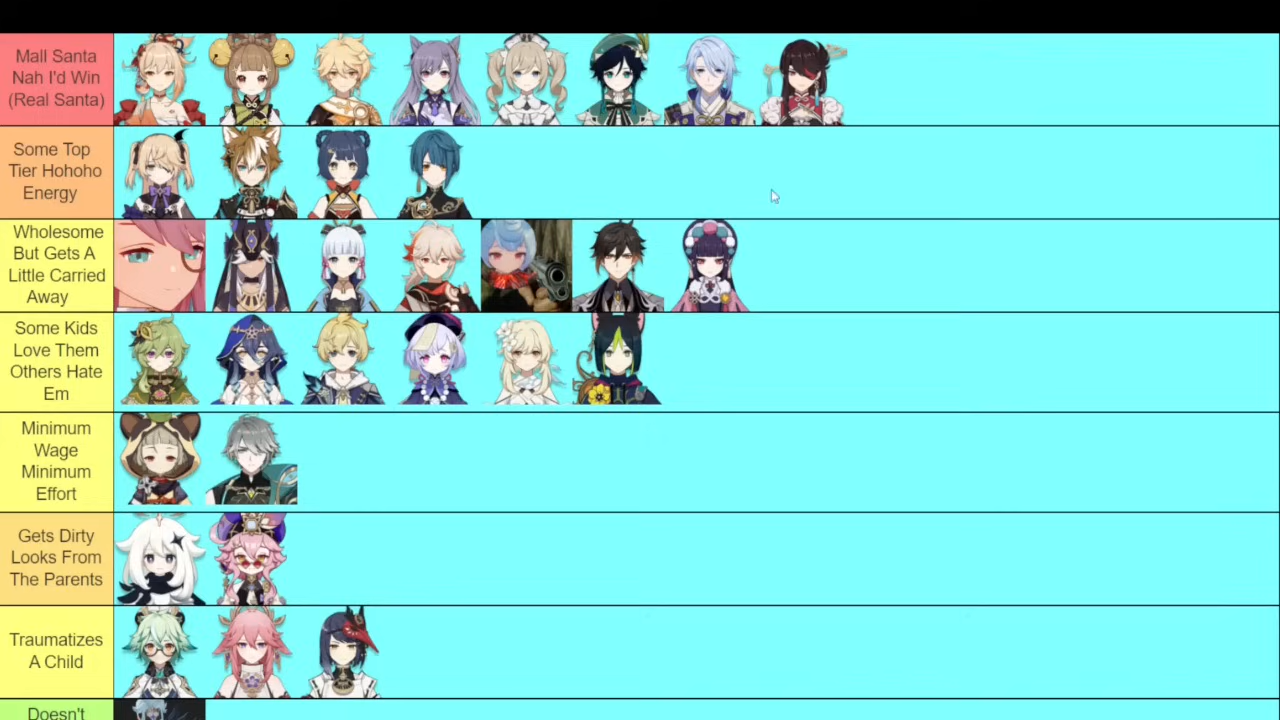 Mall Santa
Nah I'd Win
(Real Santa)
Some Top
Tier Hohoho
Energy
Wholesome
But Gets A
Little Carried
Away
Some Kids
Love Them
Others Hate
Em
Minimum
Wage
Minimum
Effort
Gets Dirty
Looks From
The Parents
Traumatizes
A Child
Doesn't